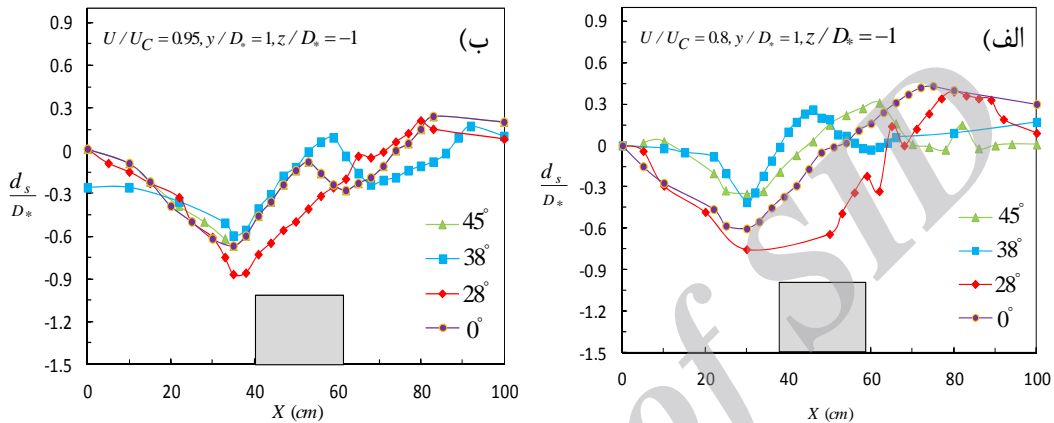 ب)
U / U_C = 0.95, y / D_* = 1, z / D_* = −1
0.9
0.6
0.3
0
-0.3
-0.6
-0.9
-1.2
-1.5
d_s
D*
45°
38°
28°
0°
0 20 40 60 80 100
X (cm)
الف)
U / U_C = 0.8, y / D_* = 1, z / D_* = −1
0.9
0.6
0.3
0
-0.3
-0.6
-0.9
-1.2
-1.5
d_s
D*
45°
38°
28°
0°
0 20 40 60 80 100
X (cm)
of SID